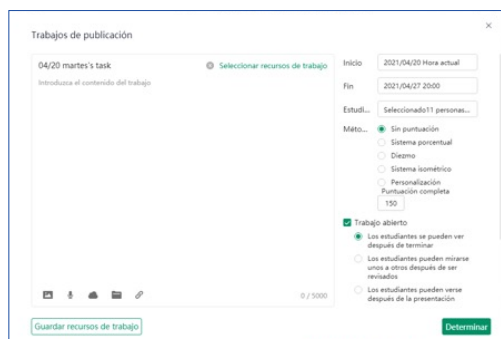 Trabajos de publicación
04/20 martes's task
Seleccionar recursos de trabajo
Introduzca el contenido del trabajo
0 / 5000
Guardar recursos de trabajo
Inicio
2021/04/20 Hora actual
Fin
2021/04/27 20:00
Estudi...
Seleccionado11 personas...
Méto...
Sin puntuación
Sistema porcentual
Diezmo
Sistema isométrico
Personalización
Puntuación completa
150
Trabajo abierto
Los estudiantes se pueden ver
después de terminar
Los estudiantes pueden mirarse
unos a otros después de ser
revisados
Los estudiantes pueden verse
después de la presentación
Determinar